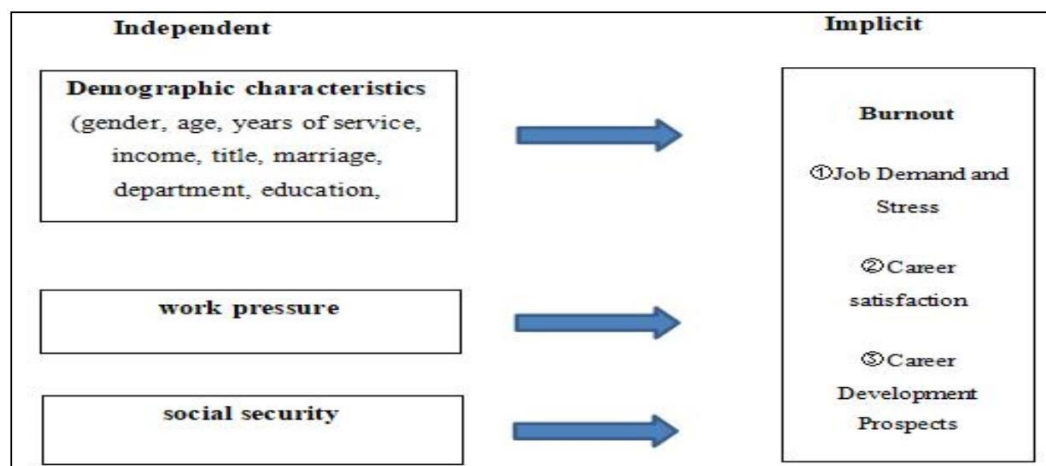 Independent
Implicit
Demographic characteristics
(gender, age, years of service,
income, title, marriage,
department, education,
work pressure
social security
Burnout
①Job Demand and
Stress
②Career
satisfaction
③Career
Development
Prospects